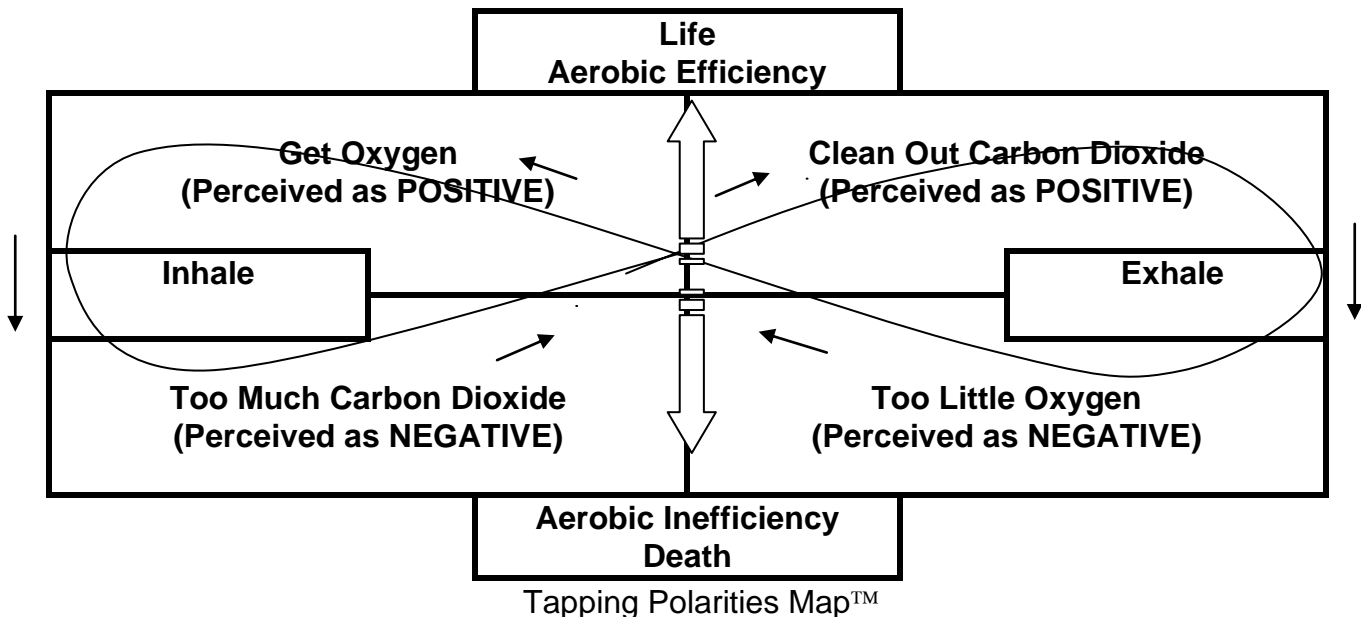 Life
Aerobic Efficiency
Get Oxygen
(Perceived as POSITIVE)
Clean Out Carbon Dioxide
(Perceived as POSITIVE)
Inhale
Exhale
Too Much Carbon Dioxide
(Perceived as NEGATIVE)
Too Little Oxygen
(Perceived as NEGATIVE)
Aerobic Inefficiency
Death
Tapping Polarities Map™